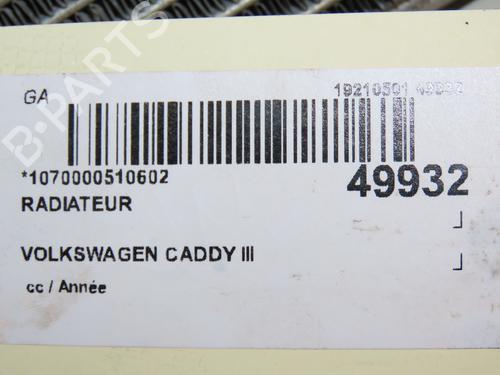 B-PARTS
GA
19210501 49932
*1070000510602
49932
RADIATEUR
VOLKSWAGEN CADDY III
cc / Année